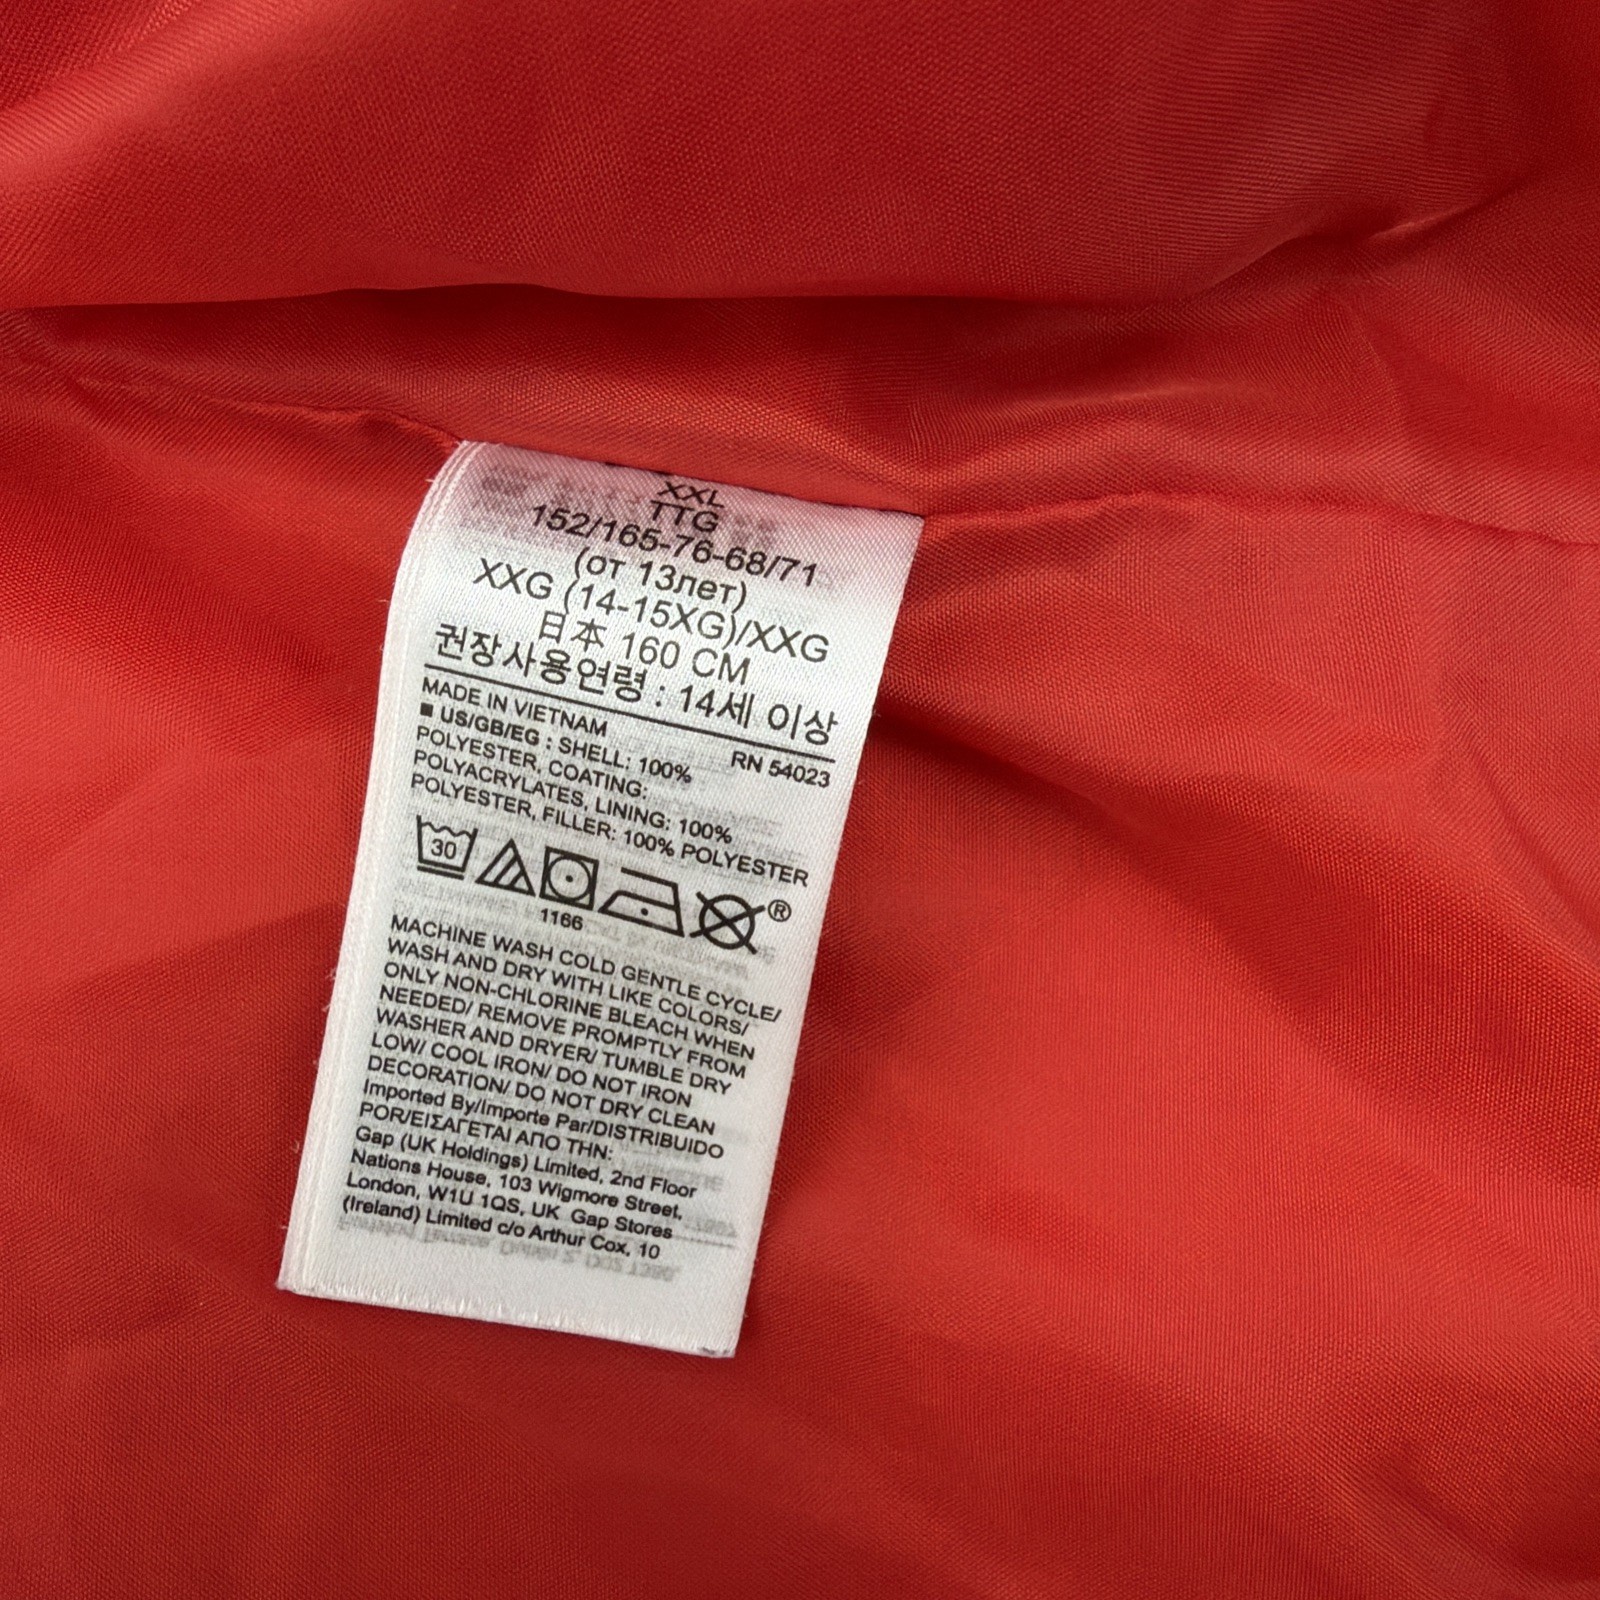 XXL
TTG
152/165-76-68/71
(от 13лет)
XXG (14-15XG)/XXG
日本 160 CM
권장사용연령 : 14세 이상
MADE IN VIETNAM
RN 54023
■ US/GB/EG : SHELL: 100%
POLYESTER, COATING:
POLYACRYLATES, LINING: 100%
POLYESTER, FILLER: 100% POLYESTER
30
®
1166
MACHINE WASH COLD GENTLE CYCLE/
WASH AND DRY WITH LIKE COLORS/
ONLY NON-CHLORINE BLEACH WHEN
NEEDED/ REMOVE PROMPTLY FROM
WASHER AND DRYER/ TUMBLE DRY
LOW/ COOL IRON/ DO NOT IRON
DECORATION/ DO NOT DRY CLEAN
Imported By/Importe Par/DISTRIBUIDO
POR/ΕΙΣΑΓΕΤΑΙ ΑΠΟ ΤΗΝ:
Gap (UK Holdings) Limited, 2nd Floor
Nations House, 103 Wigmore Street,
London, W1U 1QS, UK  Gap Stores
(Ireland) Limited c/o Arthur Cox, 10